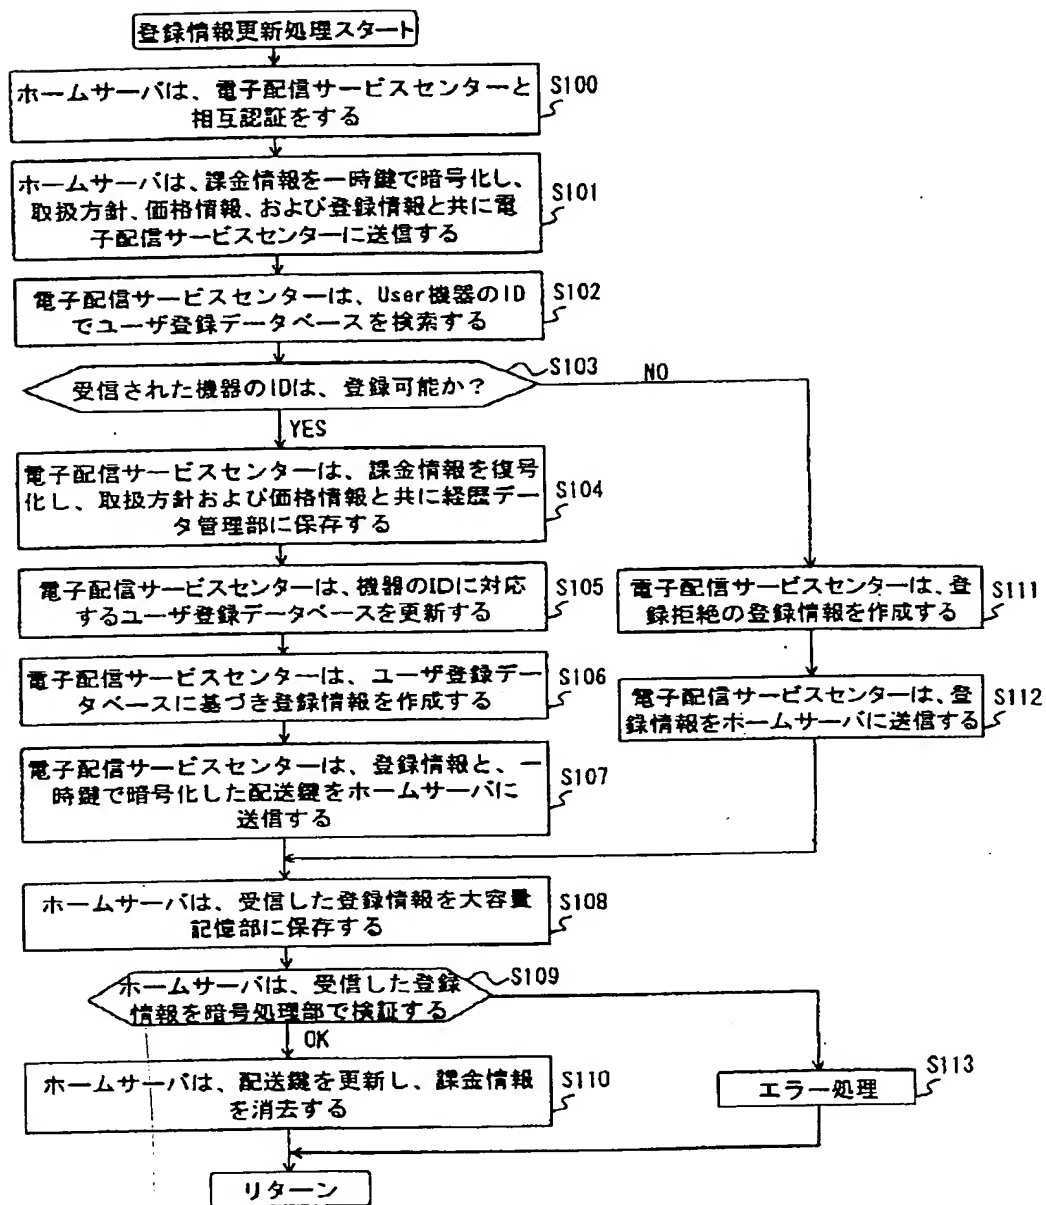 登録情報更新処理スタート
ホームサーバは、電子配信サービスセンターと
相互認証をする
S100
ホームサーバは、課金情報を一時鍵で暗号化し、
取扱方針、価格情報、および登録情報と共に電
子配信サービスセンターに送信する
S101
電子配信サービスセンターは、User機器のID
でユーザ登録データベースを検索する
S102
受信された機器のIDは、登録可能か？
S103
NO
YES
電子配信サービスセンターは、課金情報を復号
化し、取扱方針および価格情報と共に経歴デー
タ管理部に保存する
S104
電子配信サービスセンターは、機器のIDに対応
するユーザ登録データベースを更新する
S105
電子配信サービスセンターは、ユーザ登録デー
タベースに基づき登録情報を作成する
S106
電子配信サービスセンターは、登録情報と、一
時鍵で暗号化した配送鍵をホームサーバに
送信する
S107
電子配信サービスセンターは、登
録拒絶の登録情報を作成する
S111
電子配信サービスセンターは、登
録情報をホームサーバに送信する
S112
ホームサーバは、受信した登録情報を大容量
記憶部に保存する
S108
ホームサーバは、受信した登録
情報を暗号処理部で検証する
S109
OK
ホームサーバは、配送鍵を更新し、課金情報
を消去する
S110
エラー処理
S113
リターン